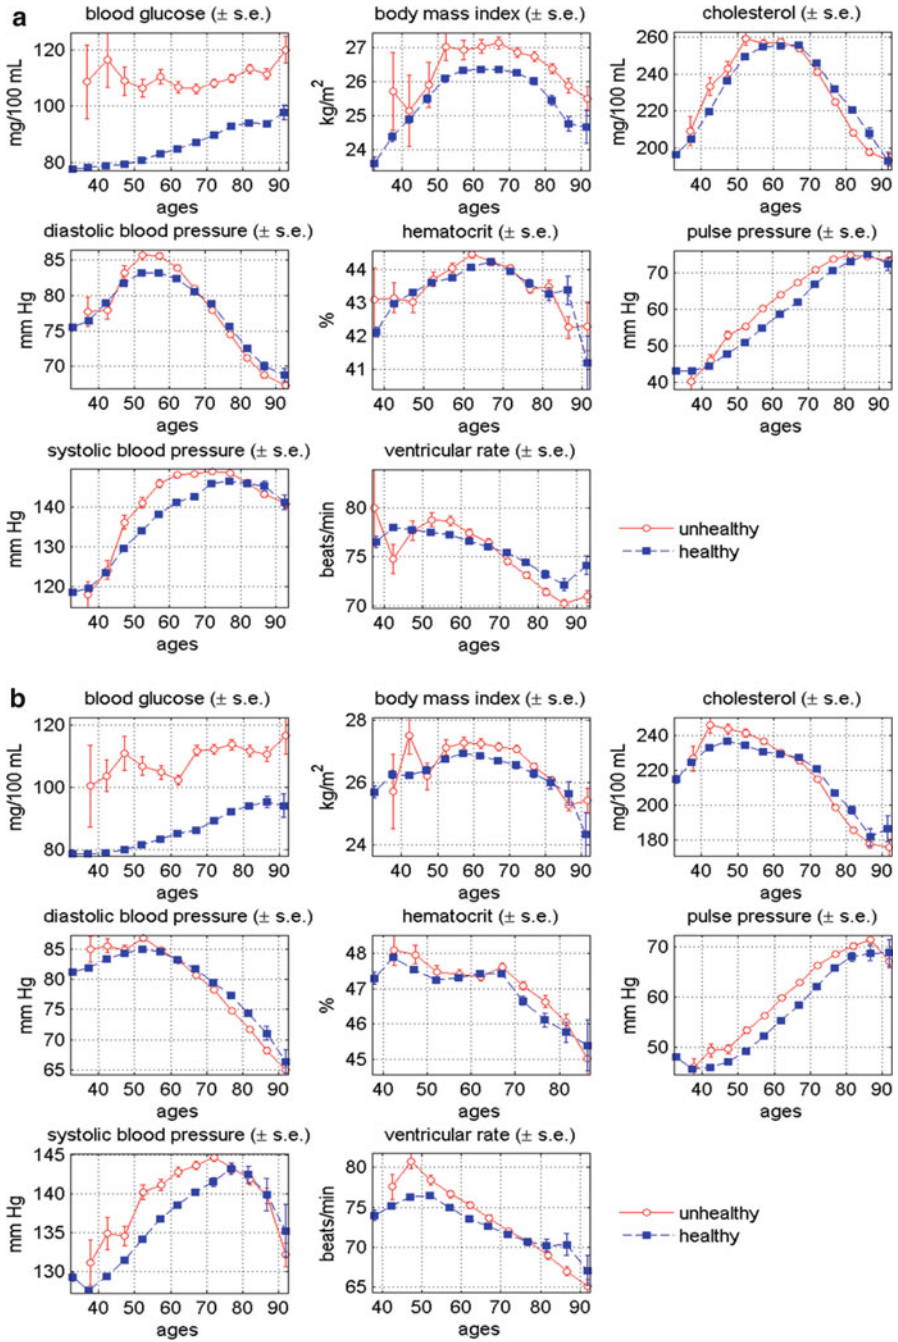 a
blood glucose (± s.e.)
mg/100 mL
120
100
80
40 50 60 70 80 90
ages
body mass index (± s.e.)
kg/m2
27
26
25
24
40 50 60 70 80 90
ages
cholesterol (± s.e.)
mg/100 mL
260
240
220
200
40 50 60 70 80 90
ages
diastolic blood pressure (± s.e.)
mm Hg
85
80
75
70
40 50 60 70 80 90
ages
hematocrit (± s.e.)
%
44
43
42
41
40 50 60 70 80 90
ages
pulse pressure (± s.e.)
mm Hg
70
60
50
40
40 50 60 70 80 90
ages
systolic blood pressure (± s.e.)
mm Hg
140
130
120
40 50 60 70 80 90
ages
ventricular rate (± s.e.)
beats/min
80
75
70
40 50 60 70 80 90
ages
unhealthy
healthy
b
blood glucose (± s.e.)
mg/100 mL
120
100
80
40 50 60 70 80 90
ages
body mass index (± s.e.)
kg/m2
28
26
24
40 50 60 70 80 90
ages
cholesterol (± s.e.)
mg/100 mL
240
220
200
180
40 50 60 70 80 90
ages
diastolic blood pressure (± s.e.)
mm Hg
85
80
75
70
65
40 50 60 70 80 90
ages
hematocrit (± s.e.)
%
48
47
46
45
40 50 60 70 80
ages
pulse pressure (± s.e.)
mm Hg
70
60
50
40 50 60 70 80 90
ages
systolic blood pressure (± s.e.)
mm Hg
145
140
135
130
40 50 60 70 80 90
ages
ventricular rate (± s.e.)
beats/min
80
75
70
65
40 50 60 70 80 90
ages
unhealthy
healthy